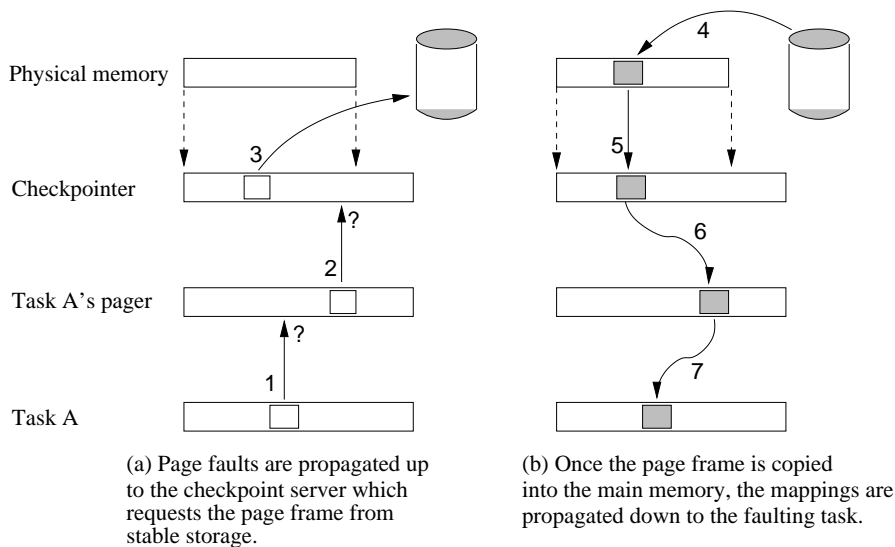 4
Physical memory
3
5
Checkpointer
?
6
2
Task A's pager
?
7
1
Task A
(a) Page faults are propagated up
to the checkpoint server which
requests the page frame from
stable storage.
(b) Once the page frame is copied
into the main memory, the mappings are
propagated down to the faulting task.